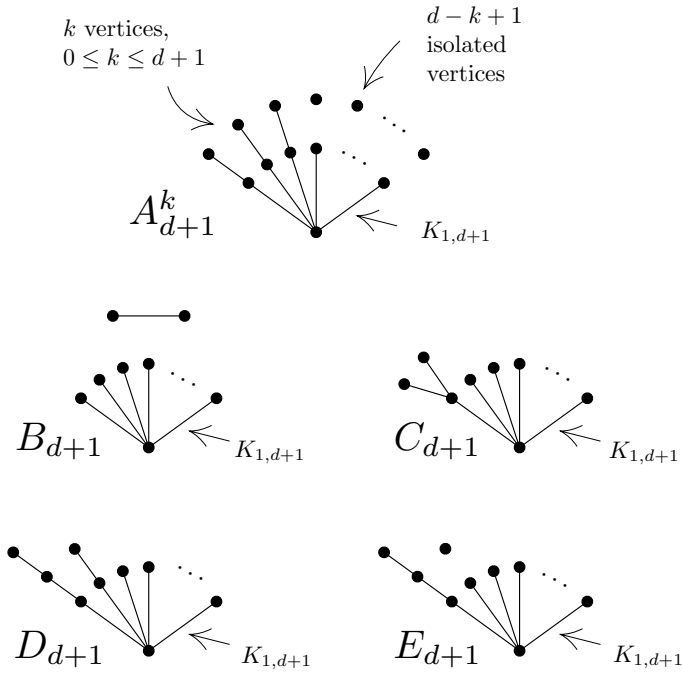 k vertices,
0 ≤ k ≤ d + 1
d − k + 1
isolated
vertices
A^k_{d+1}
K_{1,d+1}
B_{d+1}
K_{1,d+1}
C_{d+1}
K_{1,d+1}
D_{d+1}
K_{1,d+1}
E_{d+1}
K_{1,d+1}